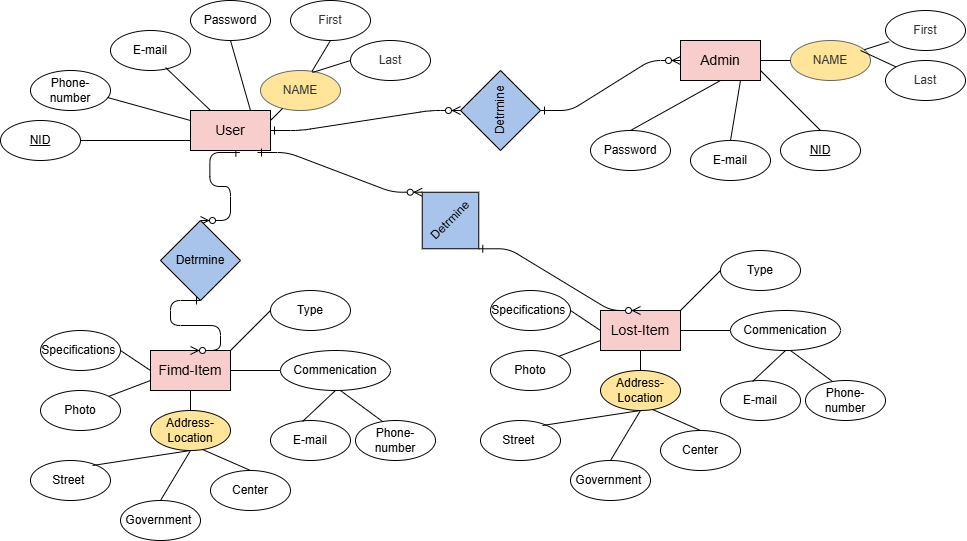 Password
First
First
E-mail
Last
Admin
NAME
Phone-
number
NAME
Last
Detrmine
NID
User
Password
E-mail
NID
Detrmine
Detrmine
Type
Type
Specifications
Lost-Item
Commenication
Specifications
Fimd-Item
Commenication
Photo
Address-
Location
Photo
E-mail
Phone-
number
Address-
Location
E-mail
Phone-
number
Street
Center
Street
Center
Government
Government